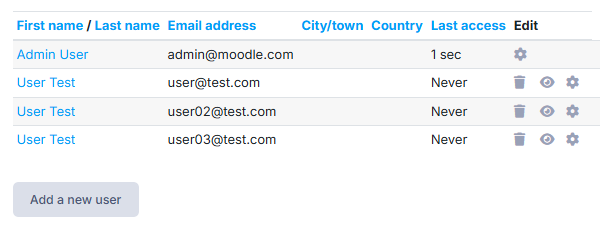 First name / Last name Email address City/town Country Last access Edit
Admin User admin@moodle.com 1 sec
User Test user@test.com Never
User Test user02@test.com Never
User Test user03@test.com Never
Add a new user